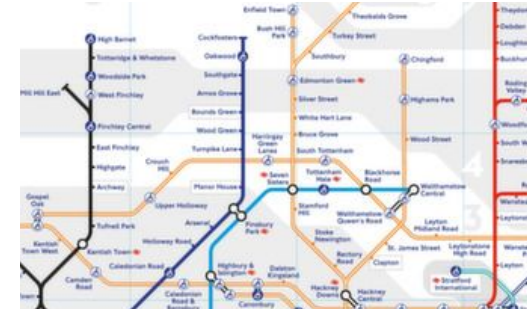 Enfield Town
Bush Hill
Park
Theobalds Grove
Turkey Street
Southbury
High Barnet
Totteridge & Whetstone
Woodside Park
Mill Hill East
West Finchley
Finchley Central
East Finchley
Highgate
Archway
Tufnell Park
Gospel
Oak
Kentish
Town West
Kentish Town
Camden
Road
Cockfosters
Oakwood
Southgate
Arnos Grove
Bounds Green
Wood Green
Turnpike Lane
Manor House
Crouch
Hill
Upper Holloway
Arsenal
Holloway Road
Caledonian Road
Caledonian
Road &
Finsbury
Park
Highbury &
Islington
Canonbury
Dalston
Kingsland
Harringay
Green
Lanes
Edmonton Green
Silver Street
White Hart Lane
Bruce Grove
South Tottenham
Seven
Sisters
Tottenham
Hale
Blackhorse
Road
Stamford
Hill
Stoke
Newington
Rectory
Road
Hackney
Downs
Hackney
Central
Clapton
St. James Street
Walthamstow
Queen's Road
Walthamstow
Central
Wood Street
Highams Park
Chingford
Leyton
Midland Road
Leytonstone
High Road
Stratford
International
Leyton
4
3